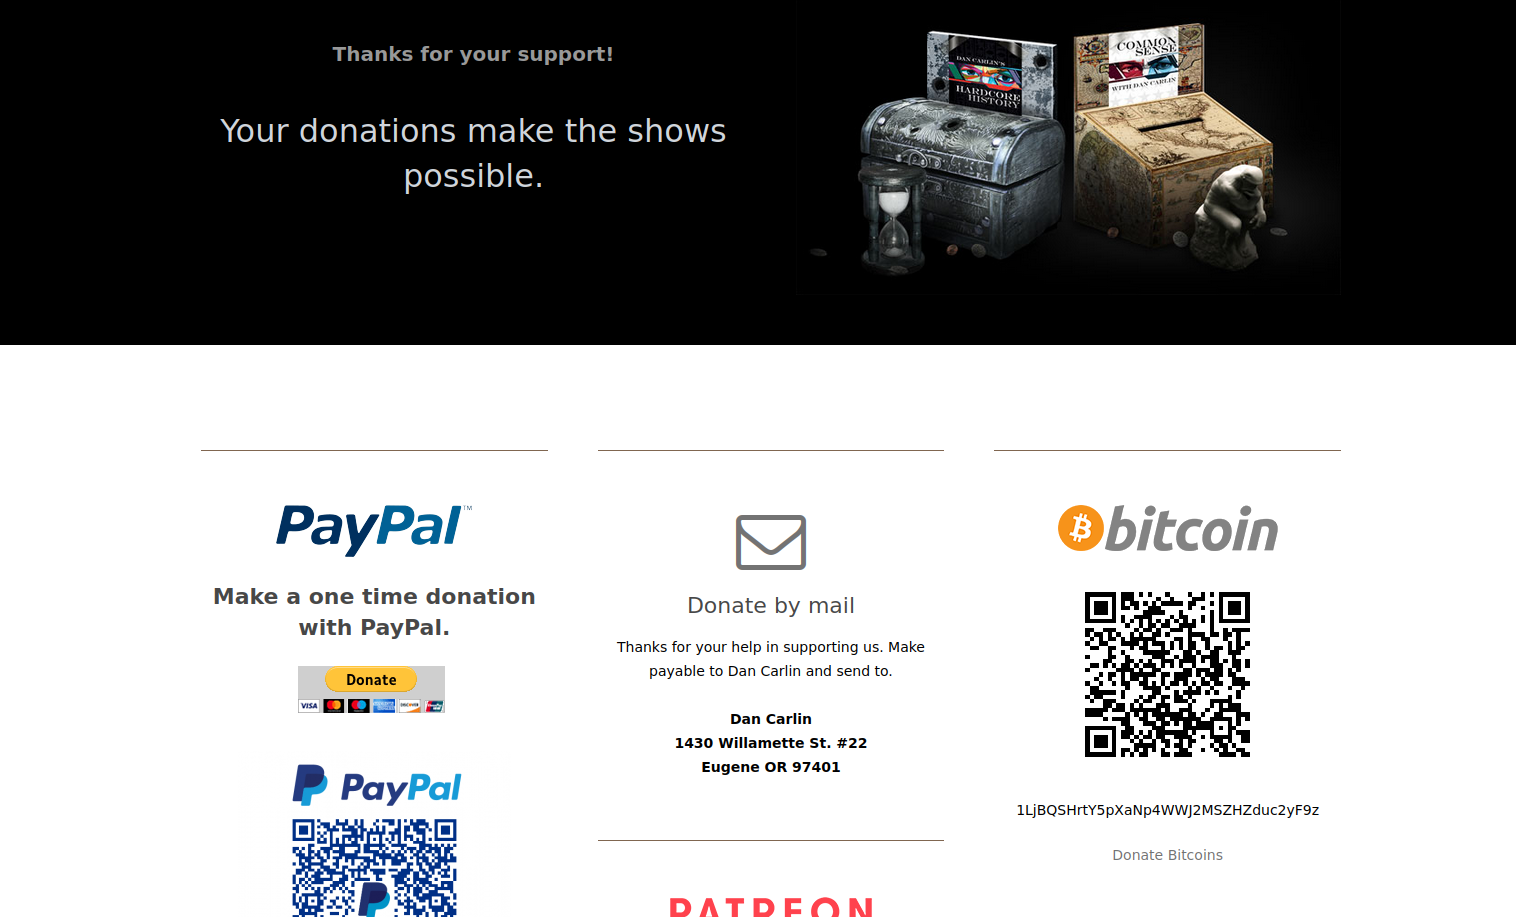 Thanks for your support!
Your donations make the shows
possible.
DAN CARLIN'S
HARDCORE
HISTORY
COMMON
SENSE
WITH DAN CARLIN
PayPal™
Make a one time donation
with PayPal.
Donate
VISA
DISCOVER
PayPal
Donate by mail
Thanks for your help in supporting us. Make
payable to Dan Carlin and send to.
Dan Carlin
1430 Willamette St. #22
Eugene OR 97401
PATREON
bitcoin
1LjBQSHrtY5pXaNp4WWJ2MSZHZduc2yF9z
Donate Bitcoins